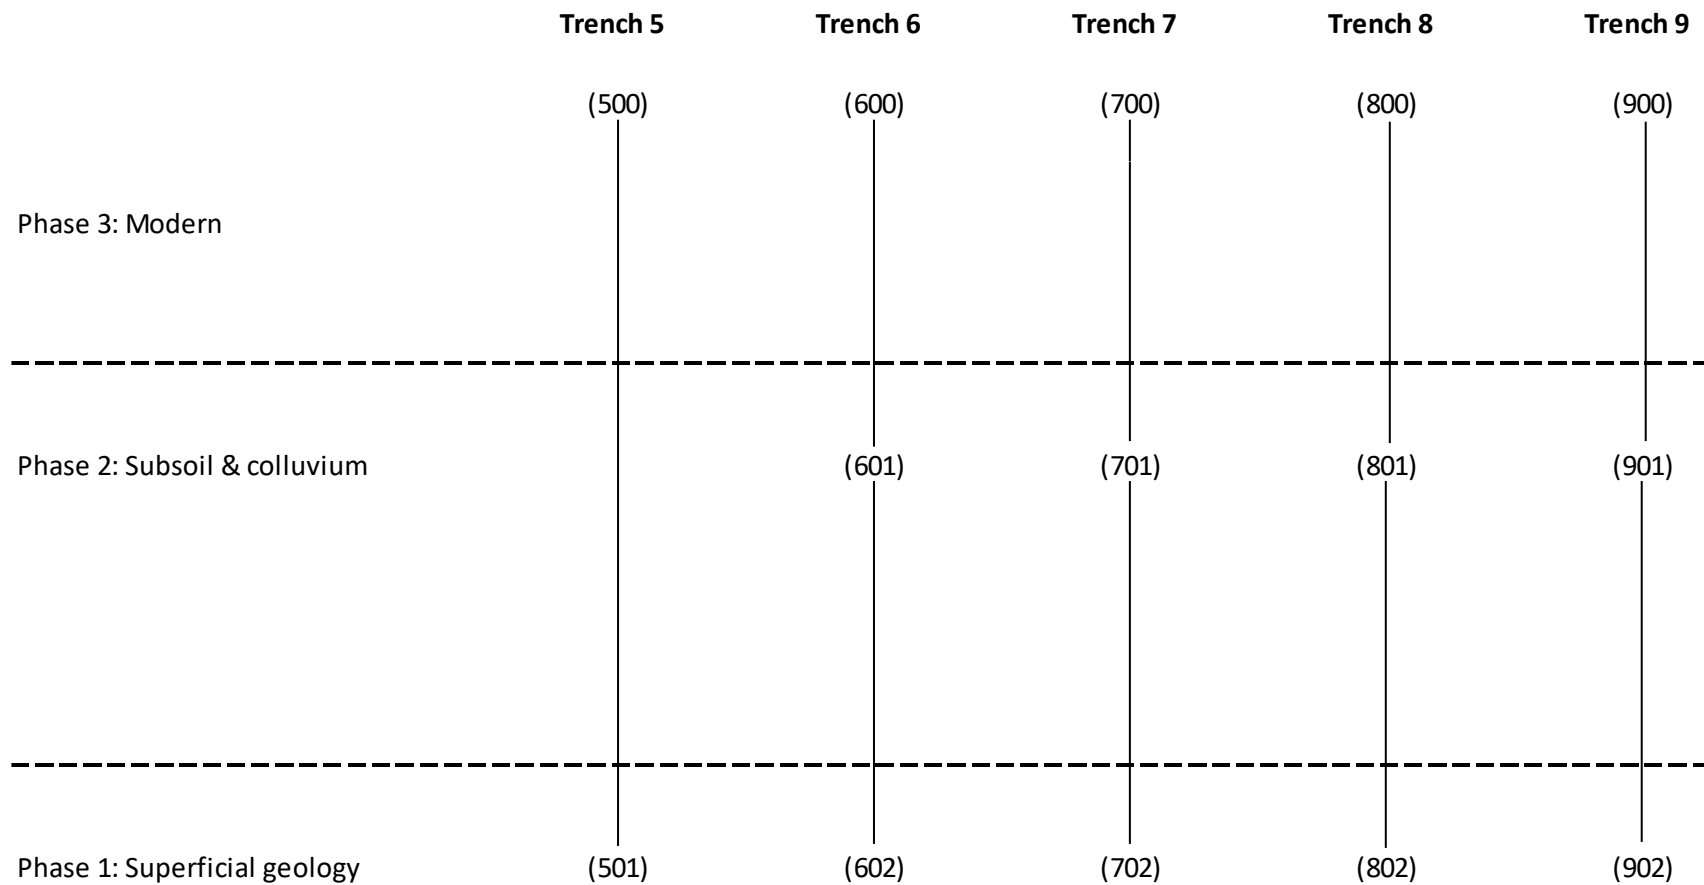 Trench 5 Trench 6 Trench 7 Trench 8 Trench 9
(500) (600) (700) (800) (900)
Phase 3: Modern
Phase 2: Subsoil & colluvium (601) (701) (801) (901)
Phase 1: Superficial geology (501) (602) (702) (802) (902)